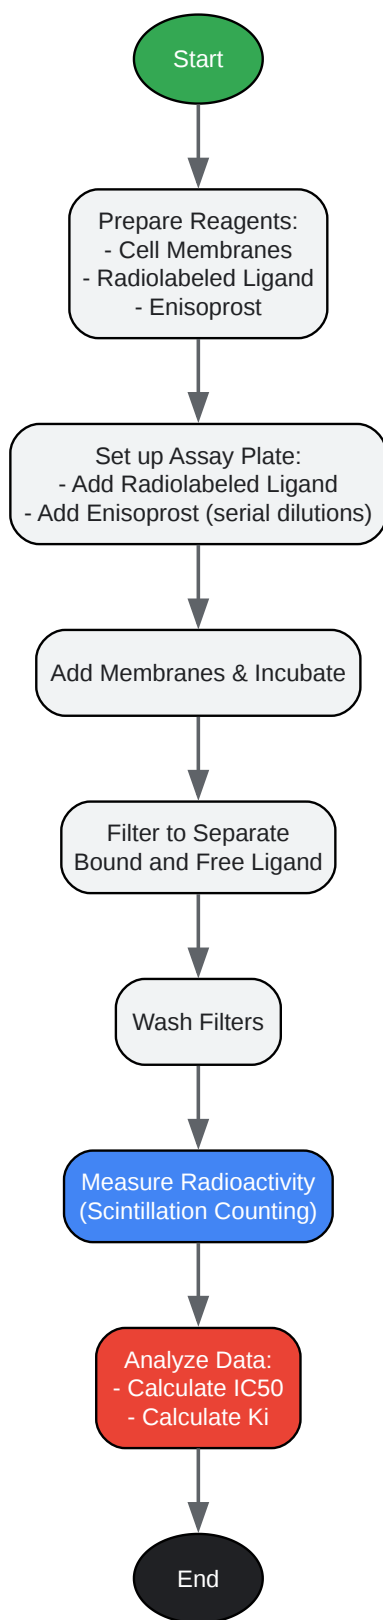 Start
Prepare Reagents:
- Cell Membranes
- Radiolabeled Ligand
- Enisoprost
Set up Assay Plate:
- Add Radiolabeled Ligand
- Add Enisoprost (serial dilutions)
Add Membranes & Incubate
Filter to Separate
Bound and Free Ligand
Wash Filters
Measure Radioactivity
(Scintillation Counting)
Analyze Data:
- Calculate IC50
- Calculate Ki
End